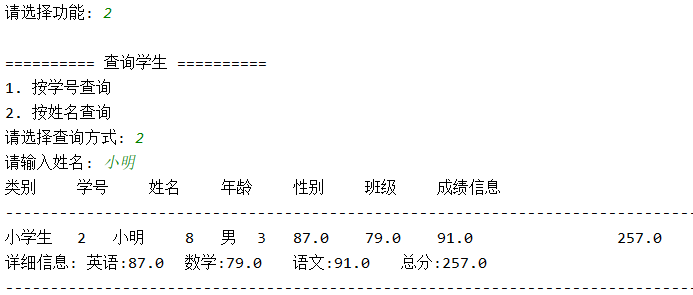 请选择功能: 2
========== 查询学生 ==========
1. 按学号查询
2. 按姓名查询
请选择查询方式: 2
请输入姓名: 小明
类别 学号 姓名 年龄 性别 班级 成绩信息
--------------------------------------------------------------------------------
小学生 2 小明 8 男 3 87.0 79.0 91.0 257.0
详细信息: 英语:87.0 数学:79.0 语文:91.0 总分:257.0
--------------------------------------------------------------------------------